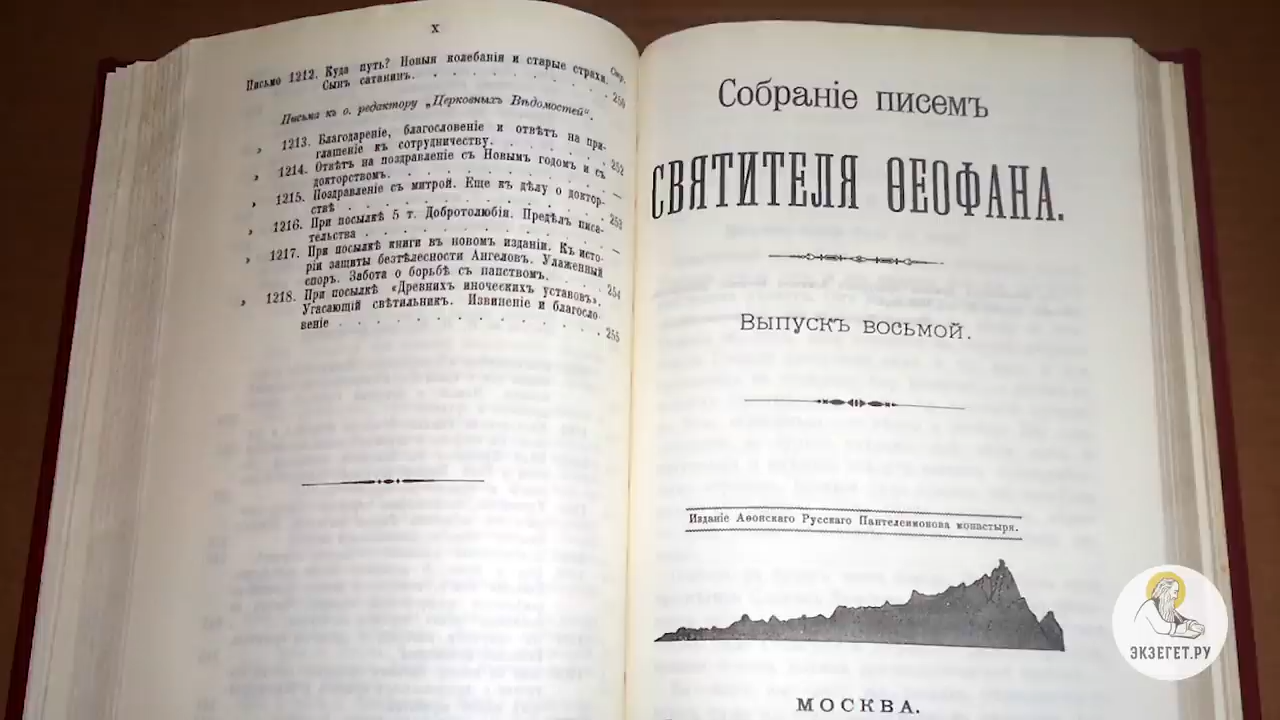 X
Стр.
Письмо 1212. Куда путь? Новыя колебанія и старые страхи.
Сынъ сатанинъ. . . . . . . . . . 250
Письма къ о. редактору „Церковныхъ Вѣдомостей“.
» 1213. Благодареніе, благословеніе и отвѣтъ на при-
глашеніе къ сотрудничеству. . . . . . . 252
» 1214. Отвѣтъ на поздравленіе съ Новымъ годомъ и съ
докторствомъ. . . . . . . . . . —
» 1215. Поздравленіе съ митрой. Еще къ дѣлу о доктор-
ствѣ . . . . . . . . . . 253
» 1216. При посылкѣ 5 т. Добротолюбія. Предѣлъ писа-
тельства . . . . . . . . . . —
» 1217. При посылкѣ книги въ новомъ изданіи. Къ исто-
ріи защиты безтѣлесности Ангеловъ. Улаженный
споръ. Забота о борьбѣ съ папствомъ. . . . 254
» 1218. При посылкѣ «Древнихъ иноческихъ уставовъ».
Угасающій свѣтильникъ. Извиненіе и благосло-
веніе . . . . . . . . . . 255
Собраніе писемъ
СВЯТИТЕЛЯ ѲЕОФАНА.
Выпускъ восьмой.
Изданіе Аѳонскаго Русскаго Пантелеимонова монастыря.
МОСКВА.
ЭКЗЕГЕТ.РУ